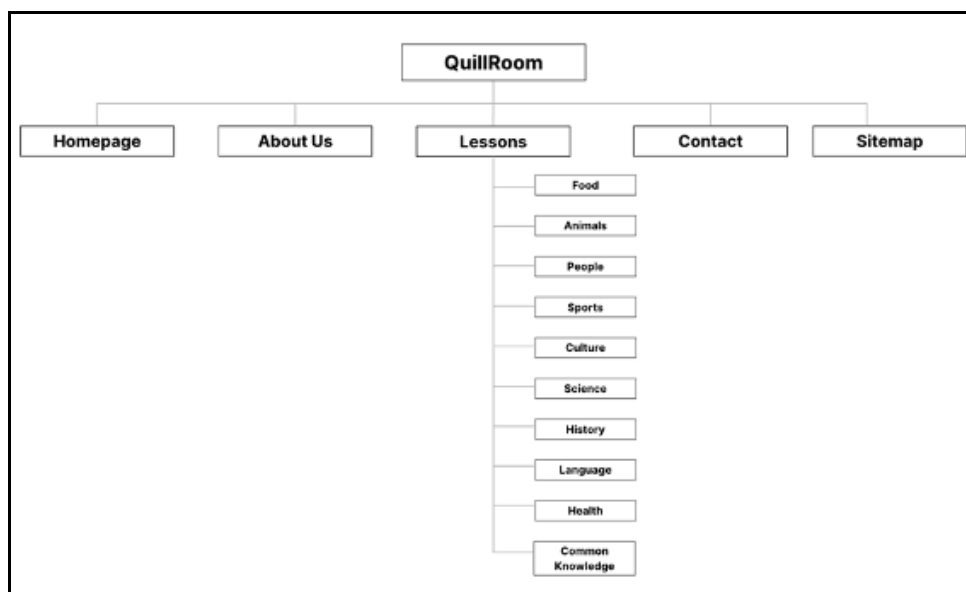 QuillRoom
Homepage
About Us
Lessons
Contact
Sitemap
Food
Animals
People
Sports
Culture
Science
History
Language
Health
Common
Knowledge